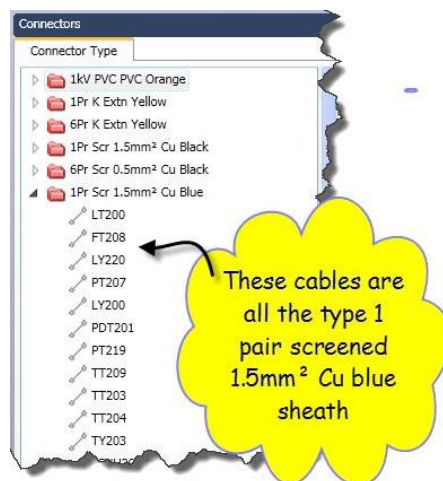 Connectors
Connector Type
1kV PVC PVC Orange
1Pr K Extn Yellow
6Pr K Extn Yellow
1Pr Scr 1.5mm² Cu Black
6Pr Scr 0.5mm² Cu Black
1Pr Scr 1.5mm² Cu Blue
LT200
FT208
LY220
PT207
LY200
PDT201
PT219
TT209
TT203
TT204
TY203
These cables are
all the type 1
pair screened
1.5mm² Cu blue
sheath